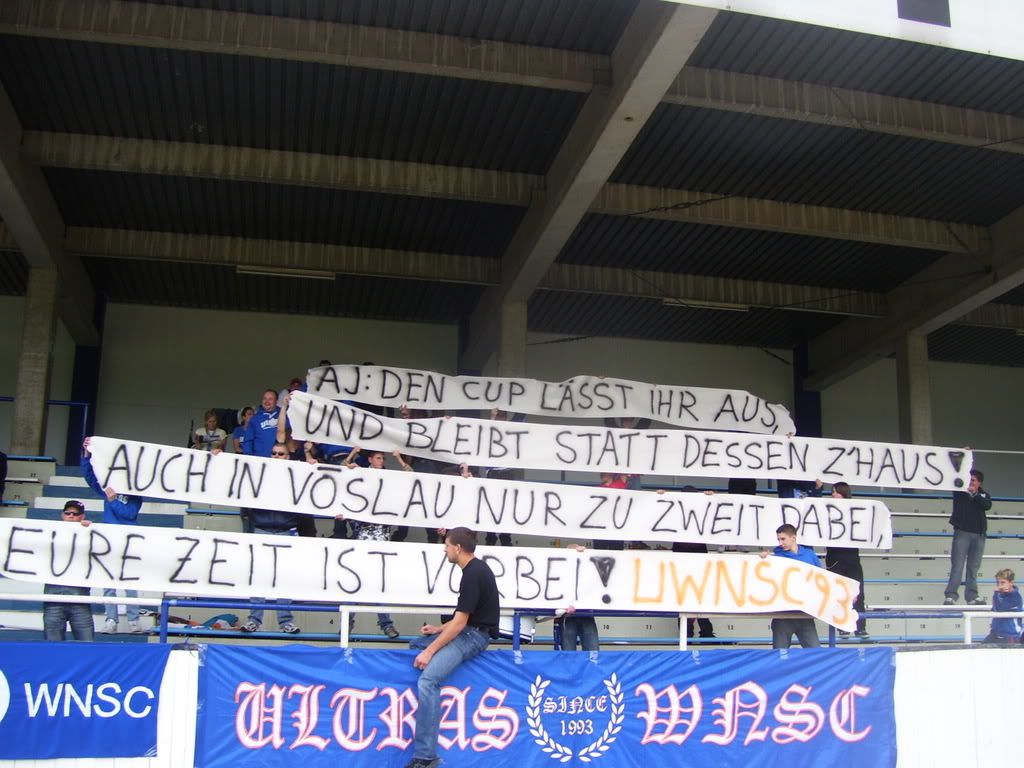 AJ: DEN CUP LÄSST IHR AUS,
UND BLEIBT STATT DESSEN Z'HAUS!
AUCH IN VÖSLAU NUR ZU ZWEIT DABEI,
EURE ZEIT IST VORBEI! UWNSC'93
WNSC
ULTRAS SINCE 1993 WNSC